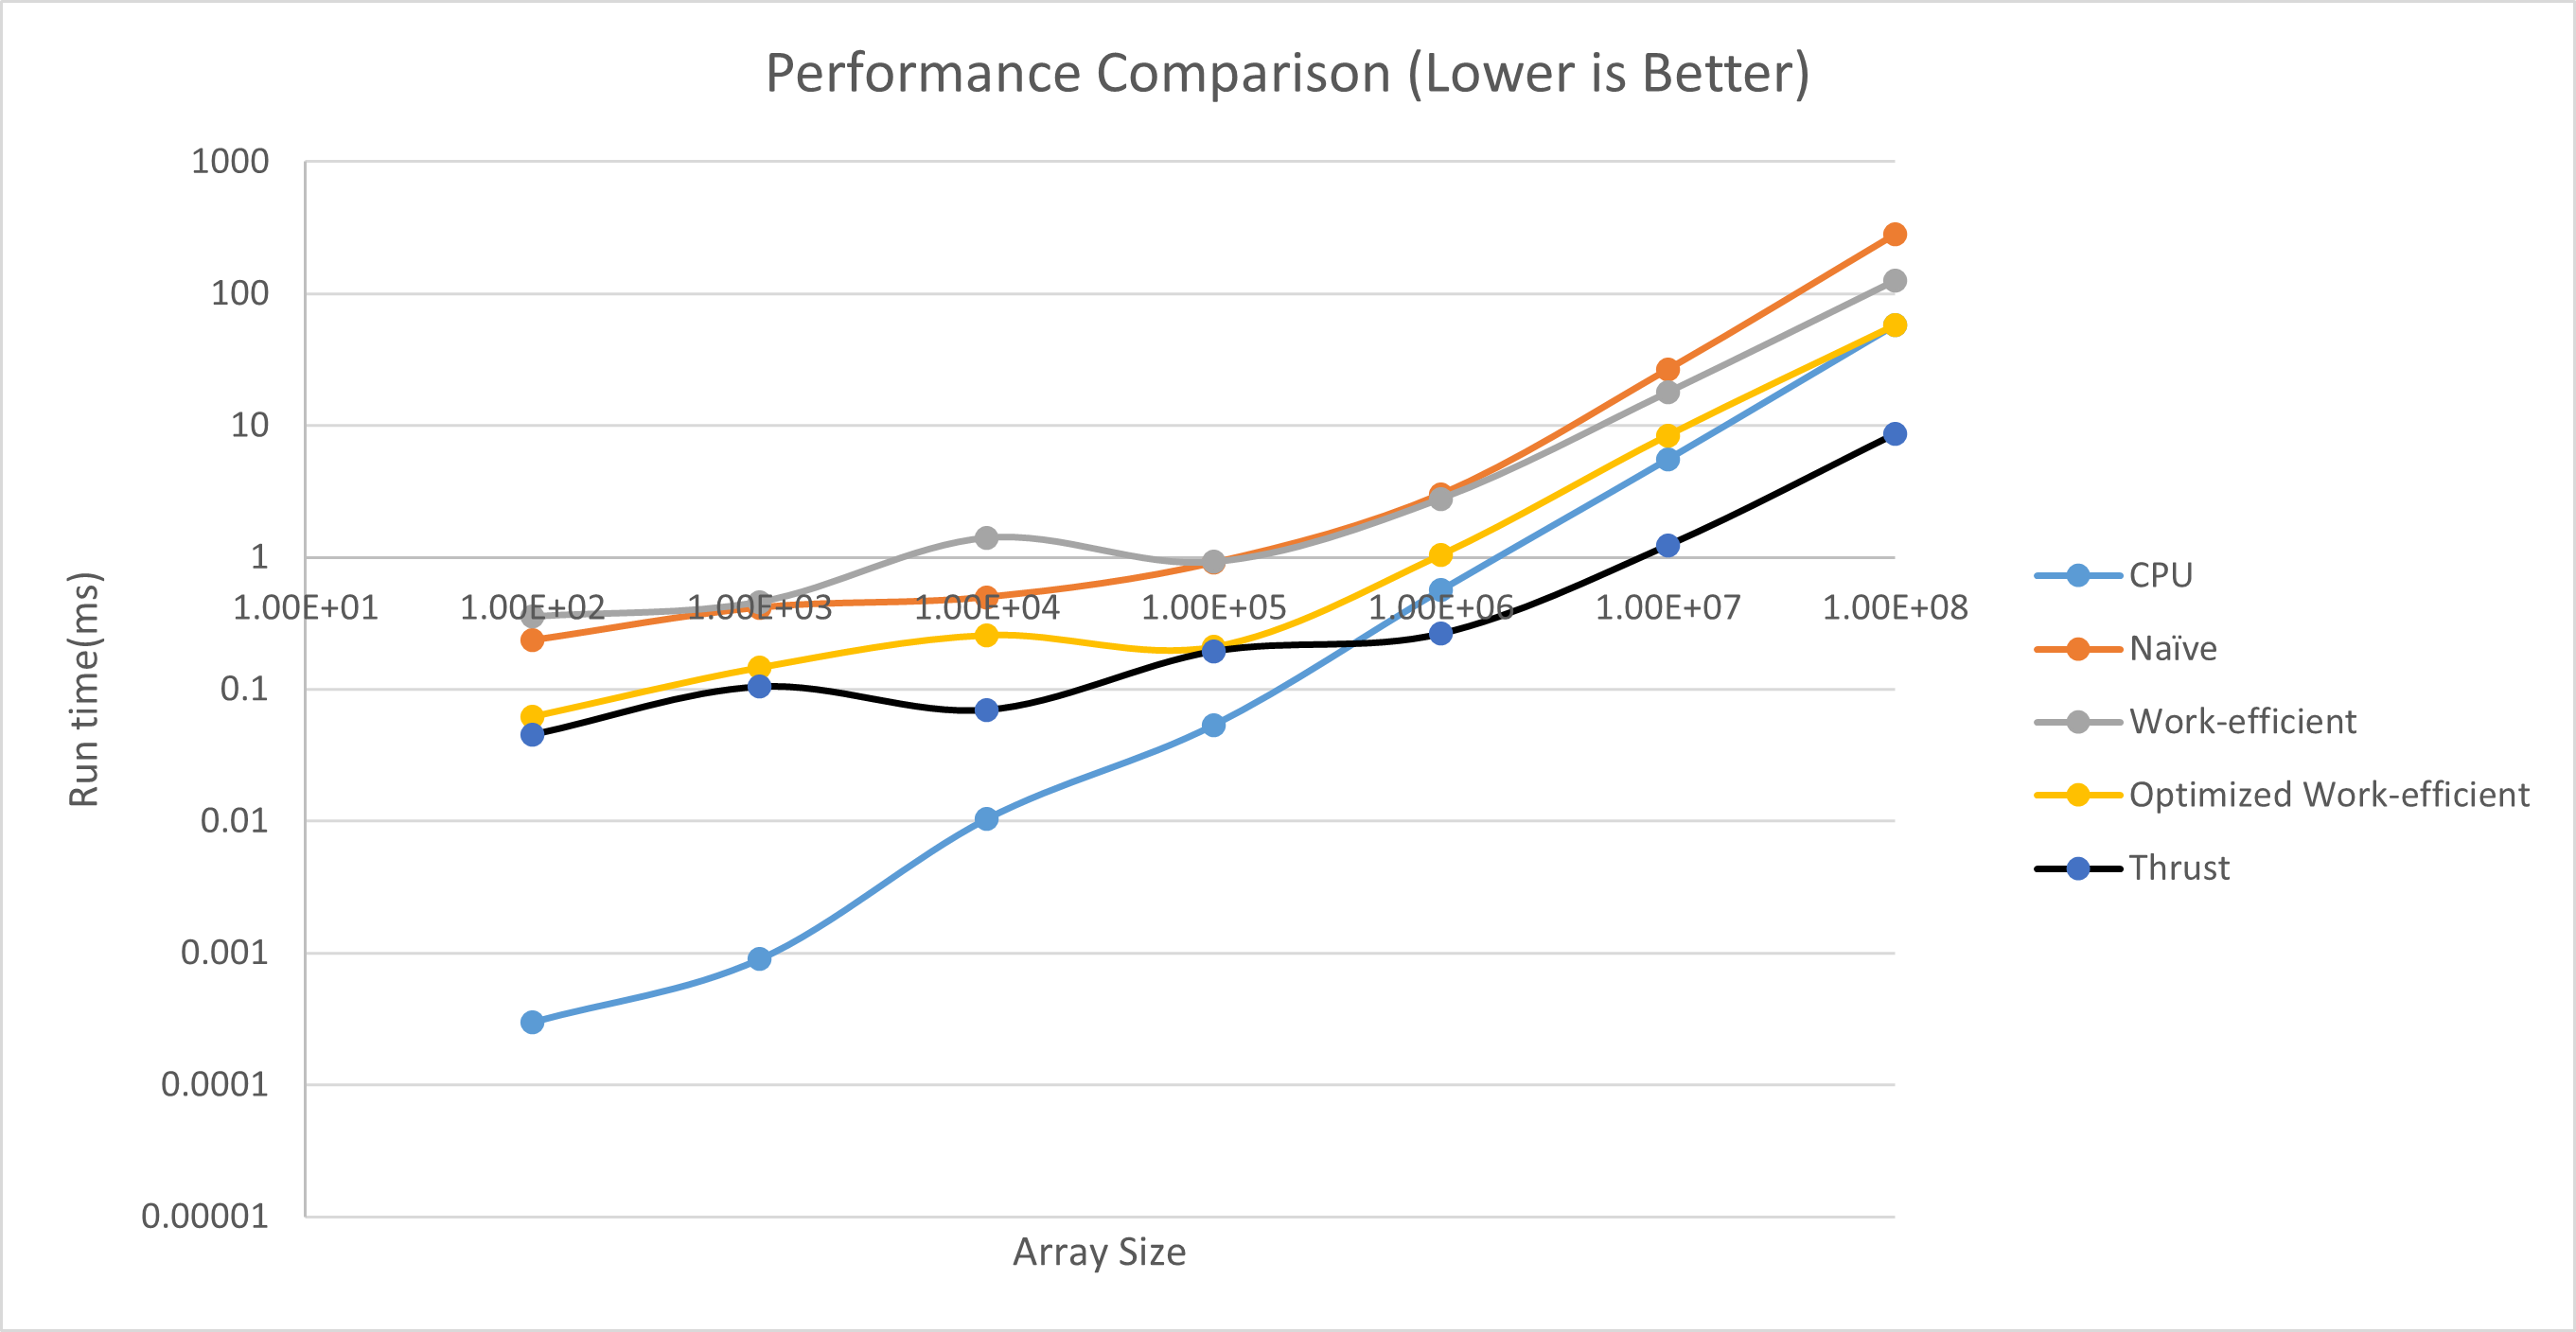 Performance Comparison (Lower is Better)
1000
100
10
1
0.1
0.01
0.001
0.0001
0.00001
Run time(ms)
1.00E+01 1.00E+02 1.00E+03 1.00E+04 1.00E+05 1.00E+06 1.00E+07 1.00E+08
Array Size
CPU
Naïve
Work-efficient
Optimized Work-efficient
Thrust